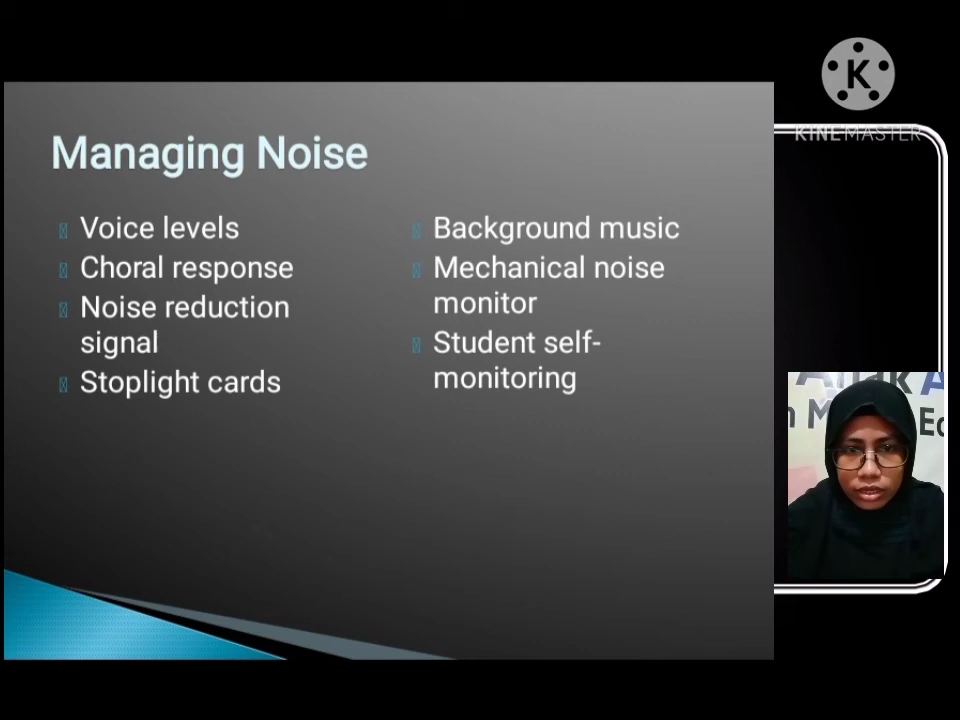 Managing Noise
Voice levels
Choral response
Noise reduction
signal
Stoplight cards
Background music
Mechanical noise
monitor
Student self-
monitoring
K
KINEMASTER